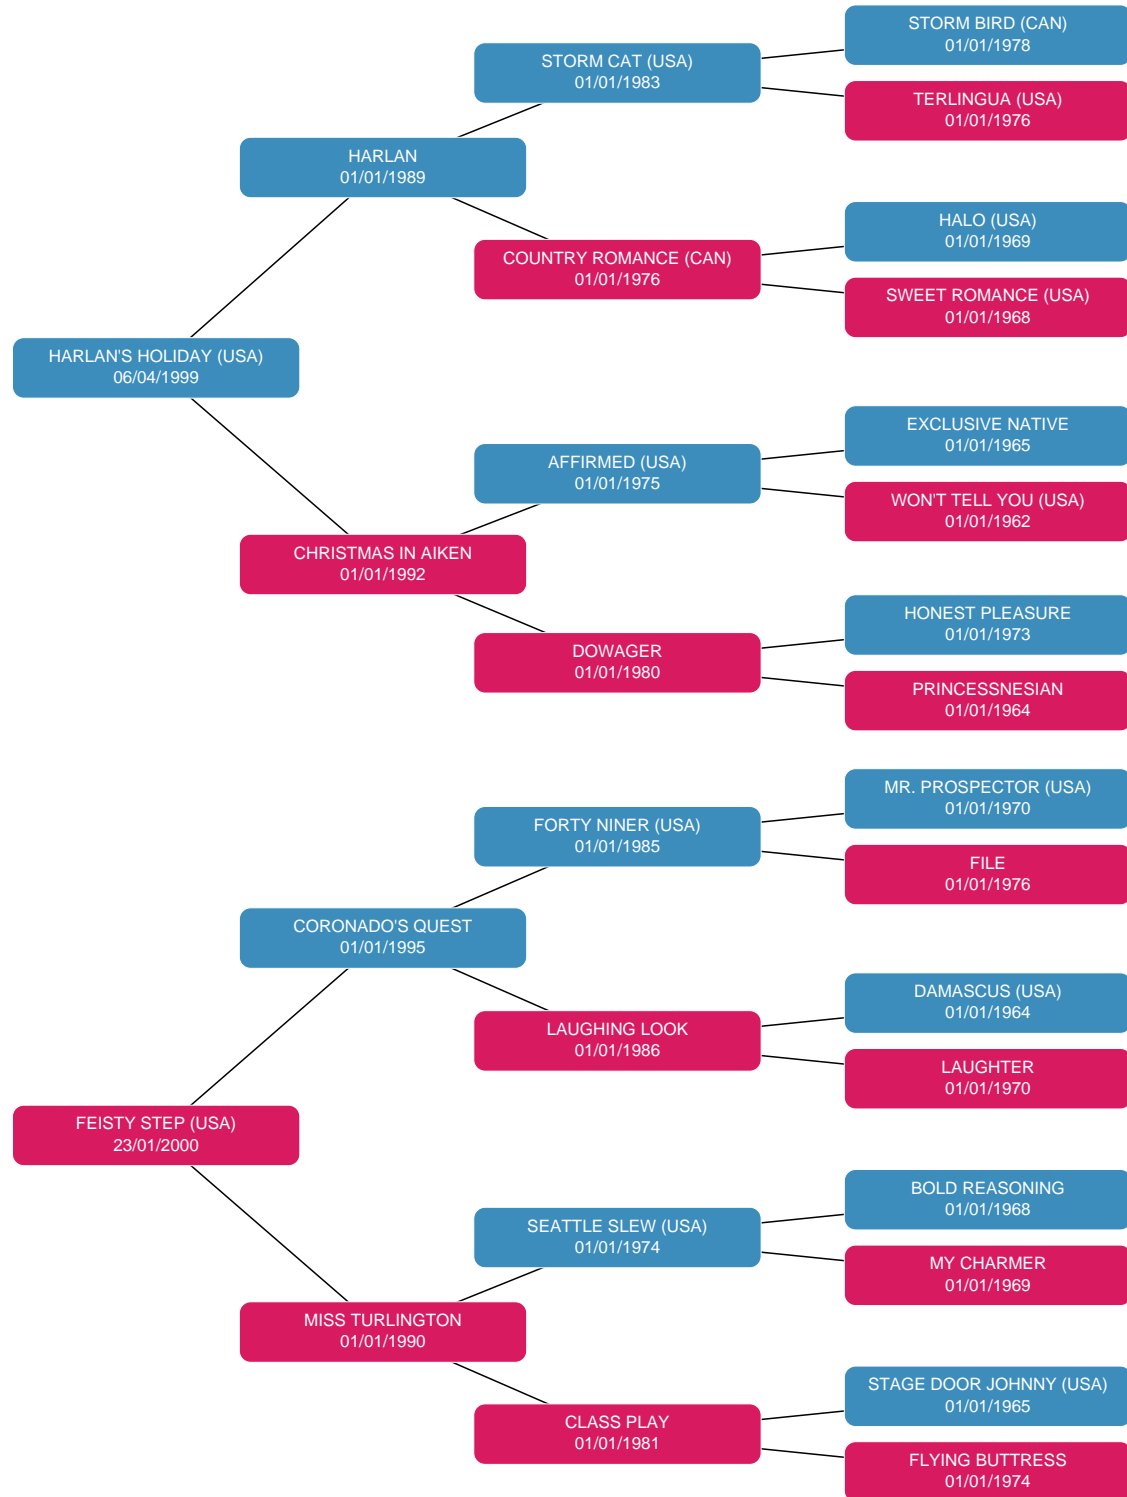 STORM BIRD (CAN)
01/01/1978
STORM CAT (USA)
01/01/1983
TERLINGUA (USA)
01/01/1976
HARLAN
01/01/1989
HALO (USA)
01/01/1969
COUNTRY ROMANCE (CAN)
01/01/1976
SWEET ROMANCE (USA)
01/01/1968
HARLAN'S HOLIDAY (USA)
06/04/1999
EXCLUSIVE NATIVE
01/01/1965
AFFIRMED (USA)
01/01/1975
WON'T TELL YOU (USA)
01/01/1962
CHRISTMAS IN AIKEN
01/01/1992
HONEST PLEASURE
01/01/1973
DOWAGER
01/01/1980
PRINCESSNESIAN
01/01/1964
MR. PROSPECTOR (USA)
01/01/1970
FORTY NINER (USA)
01/01/1985
FILE
01/01/1976
CORONADO'S QUEST
01/01/1995
DAMASCUS (USA)
01/01/1964
LAUGHING LOOK
01/01/1986
LAUGHTER
01/01/1970
FEISTY STEP (USA)
23/01/2000
BOLD REASONING
01/01/1968
SEATTLE SLEW (USA)
01/01/1974
MY CHARMER
01/01/1969
MISS TURLINGTON
01/01/1990
STAGE DOOR JOHNNY (USA)
01/01/1965
CLASS PLAY
01/01/1981
FLYING BUTTRESS
01/01/1974